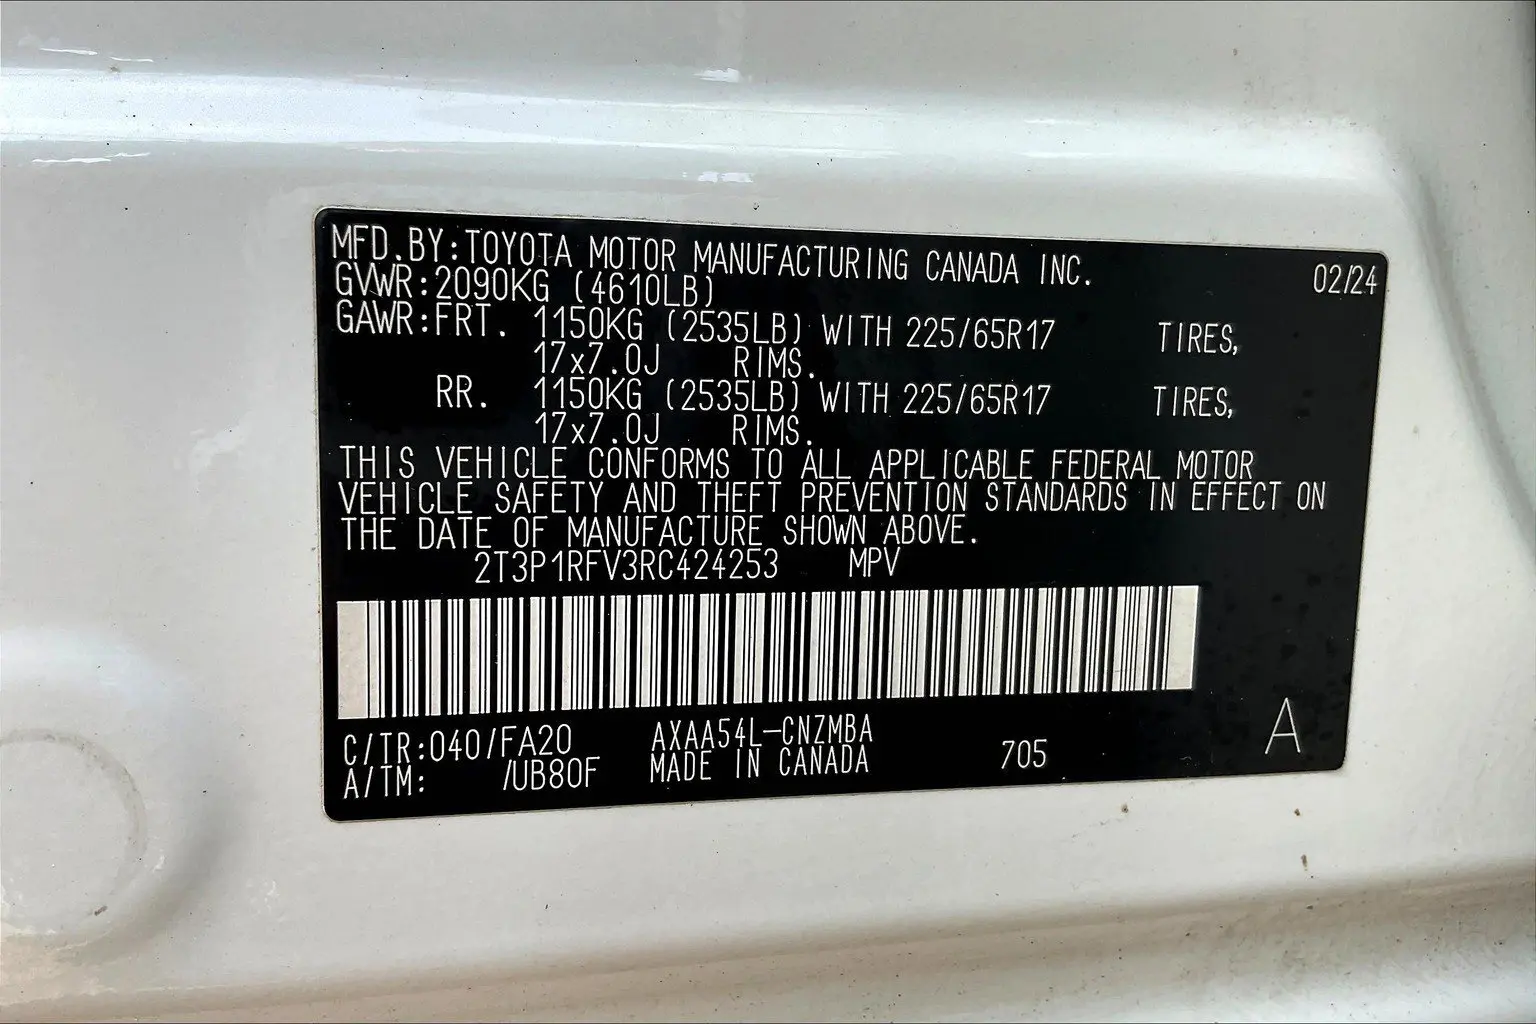 MFD.BY:TOYOTA MOTOR MANUFACTURING CANADA INC. 02/24
GVWR:2090KG (4610LB)
GAWR:FRT. 1150KG (2535LB) WITH 225/65R17 TIRES,
17x7.0J RIMS.
RR. 1150KG (2535LB) WITH 225/65R17 TIRES,
17x7.0J RIMS.
THIS VEHICLE CONFORMS TO ALL APPLICABLE FEDERAL MOTOR
VEHICLE SAFETY AND THEFT PREVENTION STANDARDS IN EFFECT ON
THE DATE OF MANUFACTURE SHOWN ABOVE.
2T3P1RFV3RC424253 MPV
C/TR:040/FA20 AXAA54L-CNZMBA
A/TM: /UB80F MADE IN CANADA 705 A